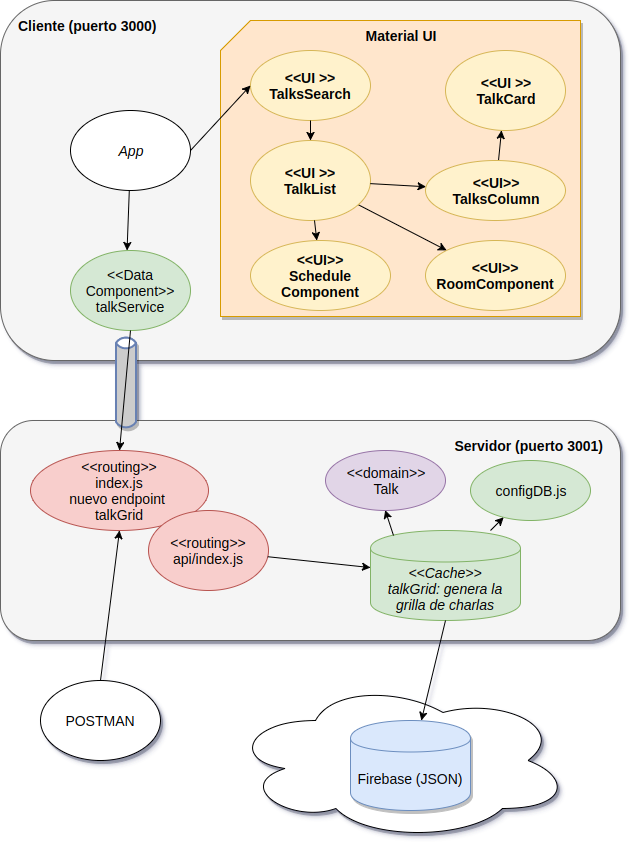 Cliente (puerto 3000)
Material UI
<<UI >>
TalksSearch
<<UI >>
TalkCard
App
<<UI >>
TalkList
<<UI>>
TalksColumn
<<Data
Component>>
talkService
<<UI>>
Schedule
Component
<<UI>>
RoomComponent
Servidor (puerto 3001)
<<routing>>
index.js
nuevo endpoint
talkGrid
<<domain>>
Talk
configDB.js
<<routing>>
api/index.js
<<Cache>>
talkGrid: genera la
grilla de charlas
POSTMAN
Firebase (JSON)